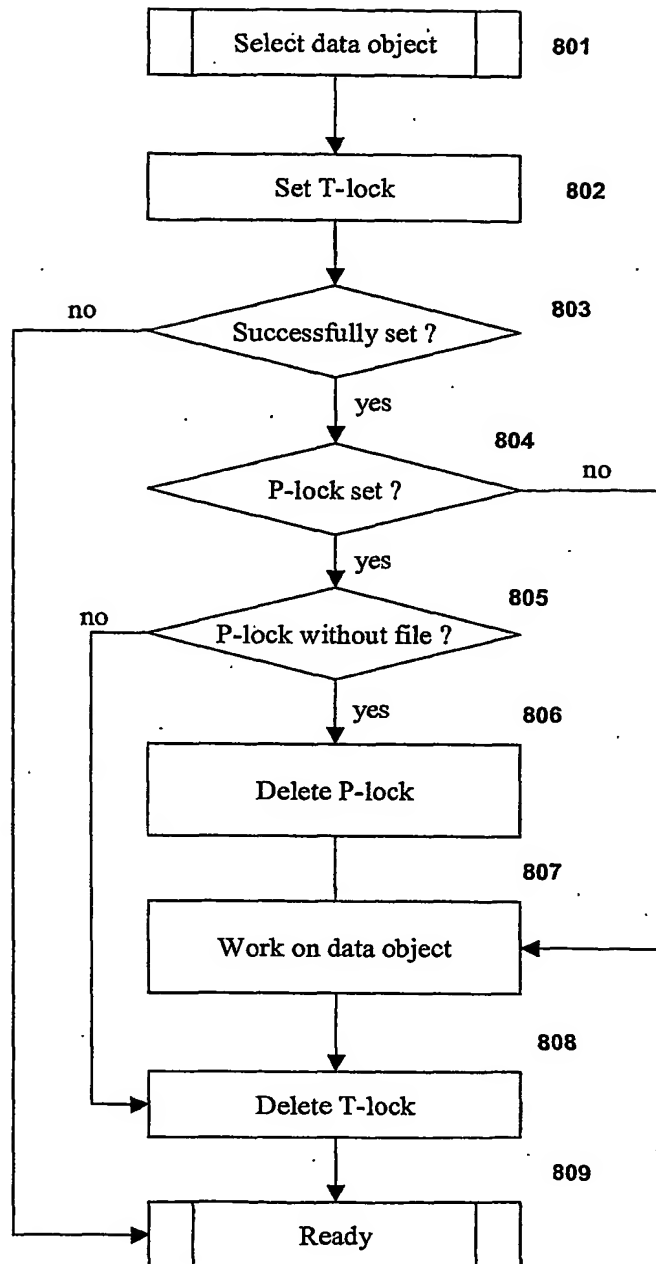 Select data object 801
Set T-lock 802
803
no
Successfully set ?
yes
804
P-lock set ? no
yes
805
no
P-lock without file ?
yes
806
Delete P-lock
807
Work on data object
808
Delete T-lock
809
Ready